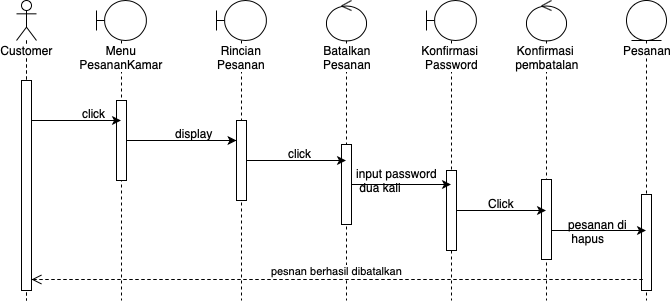 Customer
Menu
PesananKamar
Rincian
Pesanan
Batalkan
Pesanan
Konfirmasi
Password
Konfirmasi
pembatalan
Pesanan
click
display
click
input password
dua kali
Click
pesanan di
hapus
pesnan berhasil dibatalkan